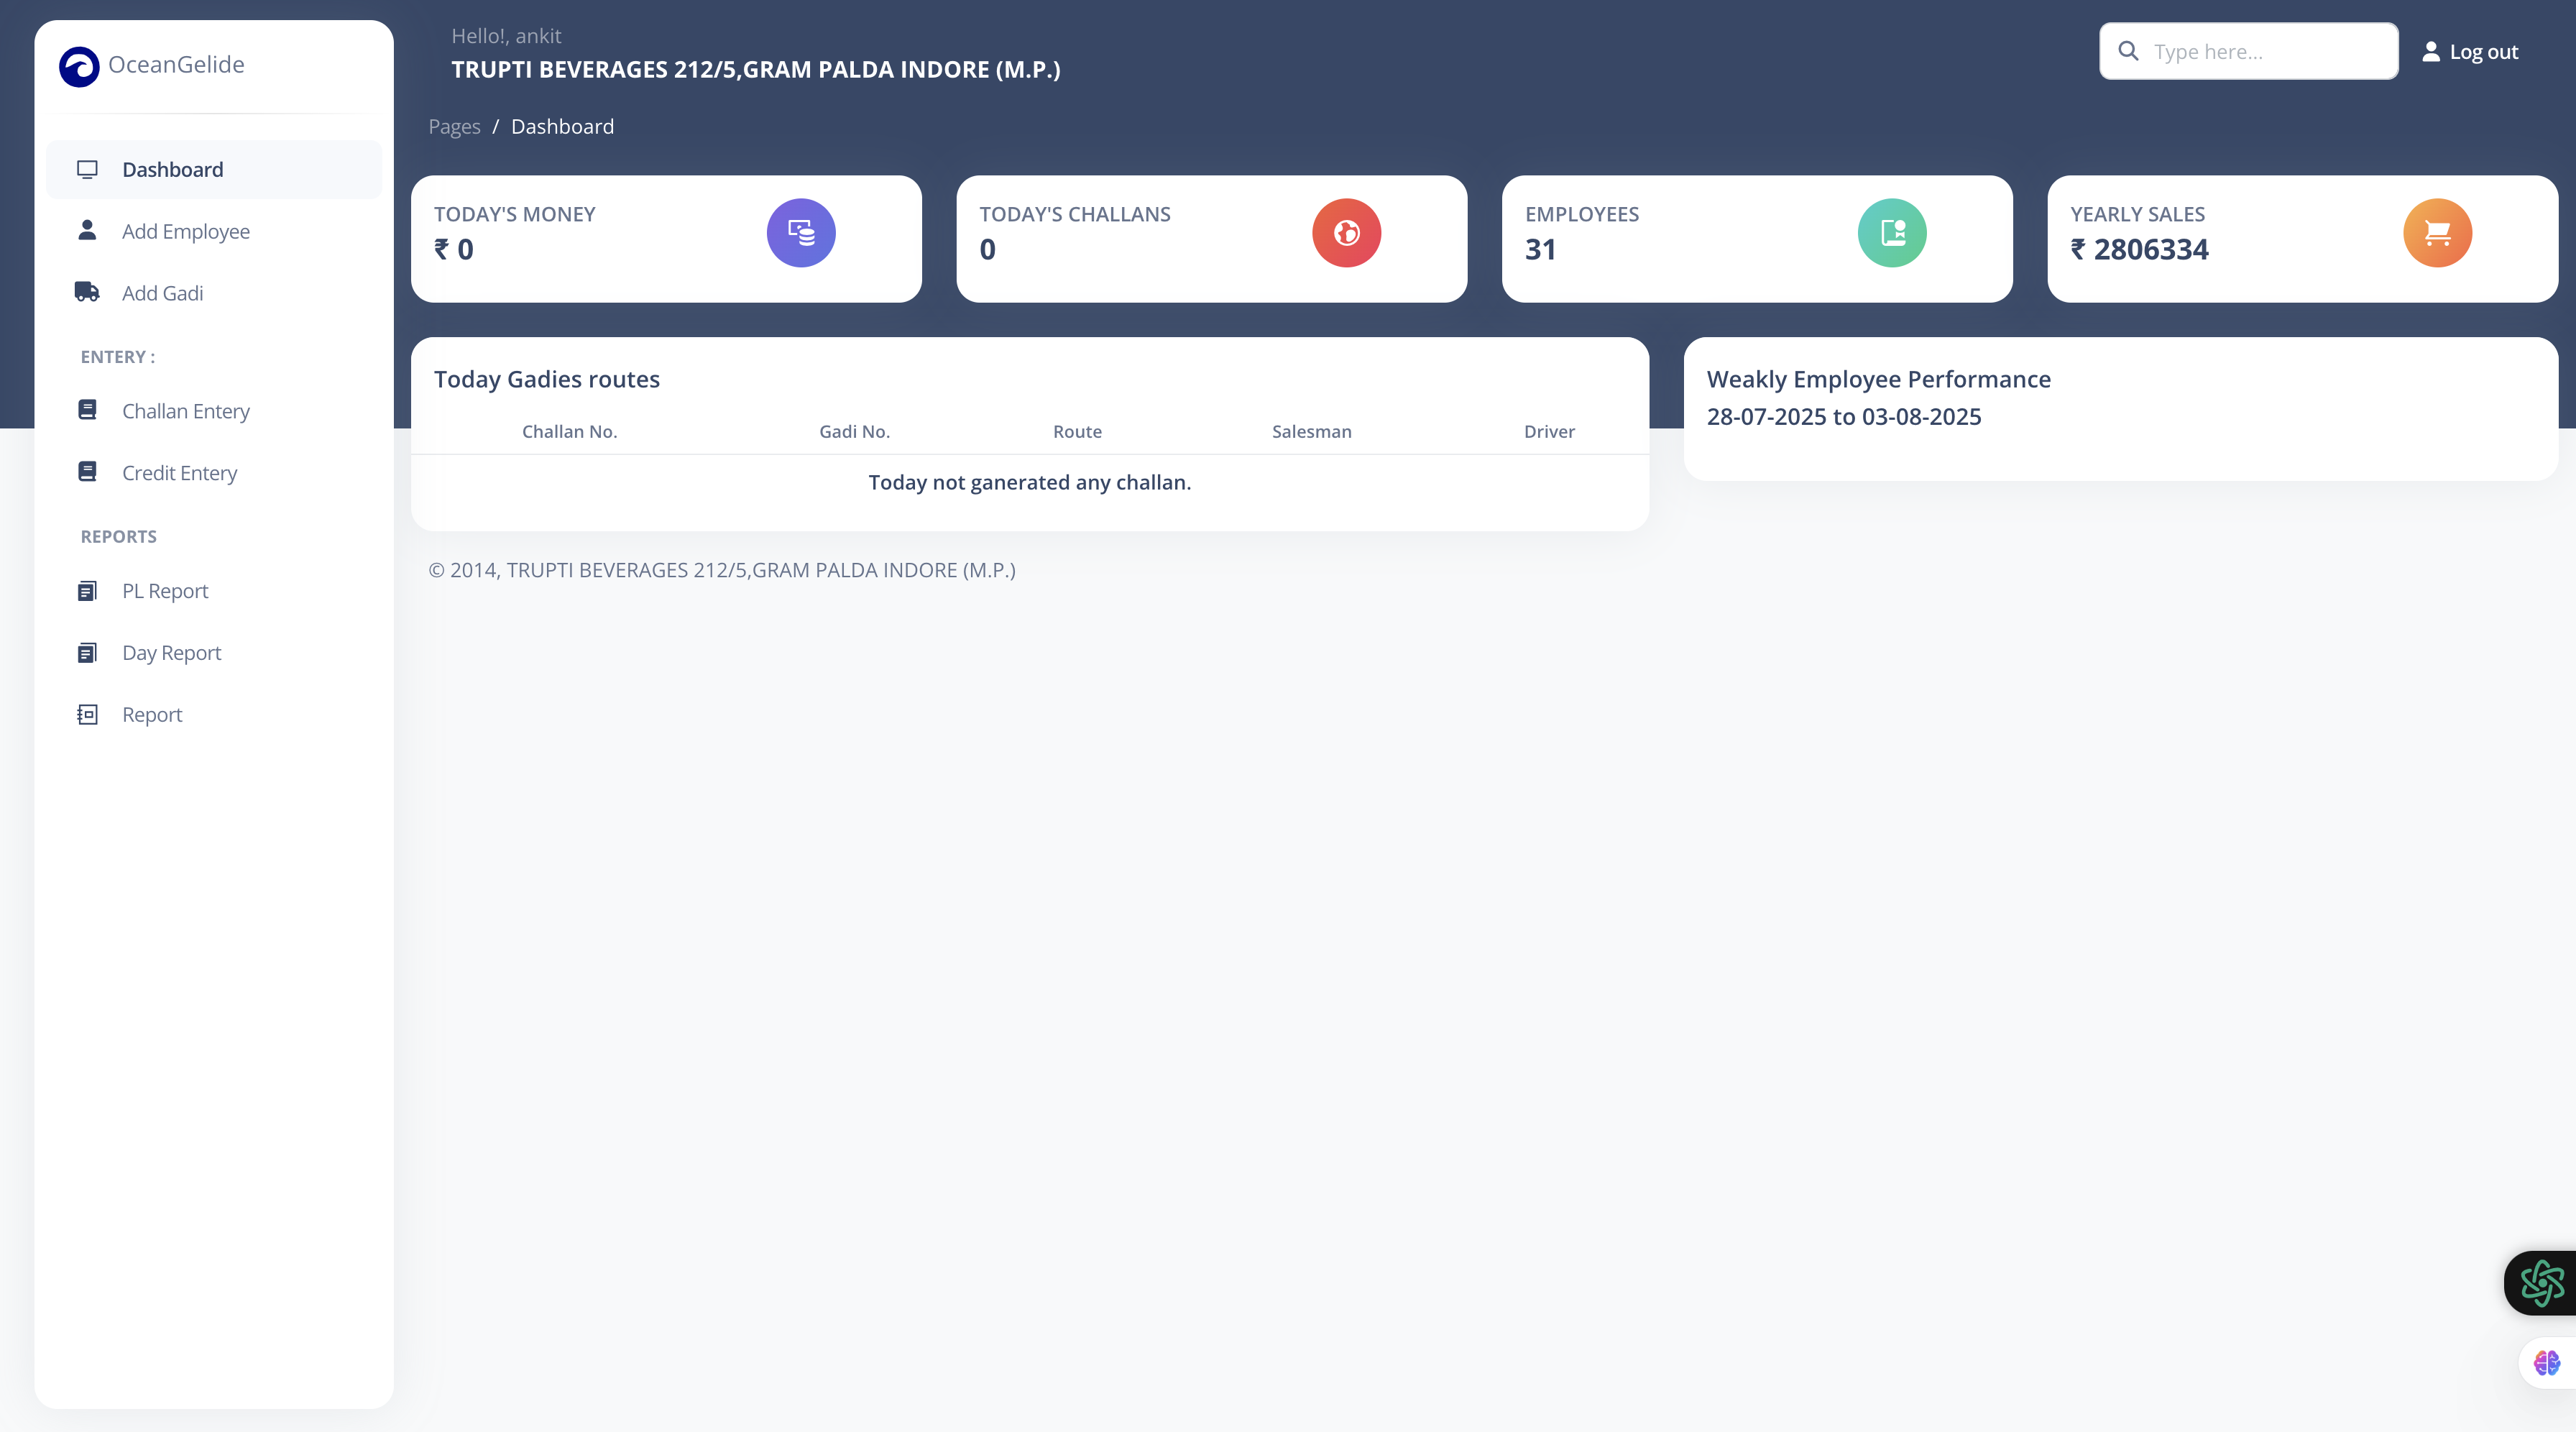 OceanGelide
Dashboard
Add Employee
Add Gadi
ENTERY :
Challan Entery
Credit Entery
REPORTS
PL Report
Day Report
Report
Hello!, ankit
TRUPTI BEVERAGES 212/5,GRAM PALDA INDORE (M.P.)
Type here...
Log out
Pages / Dashboard
TODAY'S MONEY
₹ 0
TODAY'S CHALLANS
0
EMPLOYEES
31
YEARLY SALES
₹ 2806334
Today Gadies routes
Challan No. Gadi No. Route Salesman Driver
Today not ganerated any challan.
Weakly Employee Performance
28-07-2025 to 03-08-2025
© 2014, TRUPTI BEVERAGES 212/5,GRAM PALDA INDORE (M.P.)